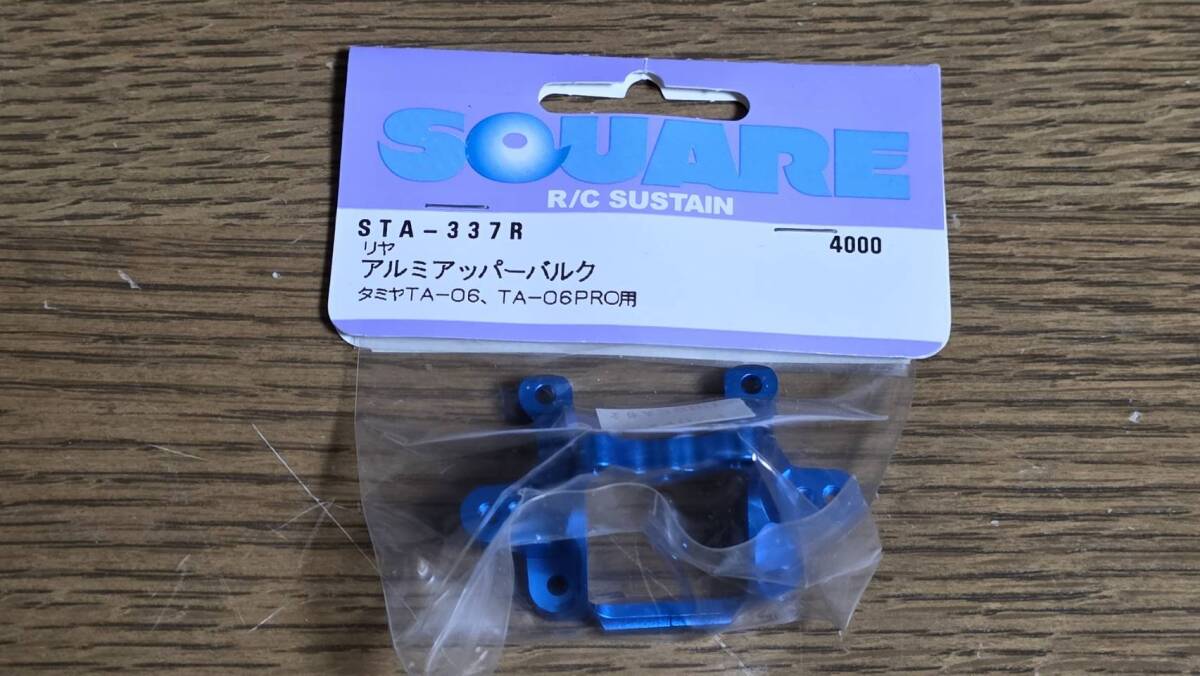 SQUARE
R/C SUSTAIN
STA-337R 4000
リヤ
アルミアッパーバルク
タミヤTA-06、TA-06PRO用